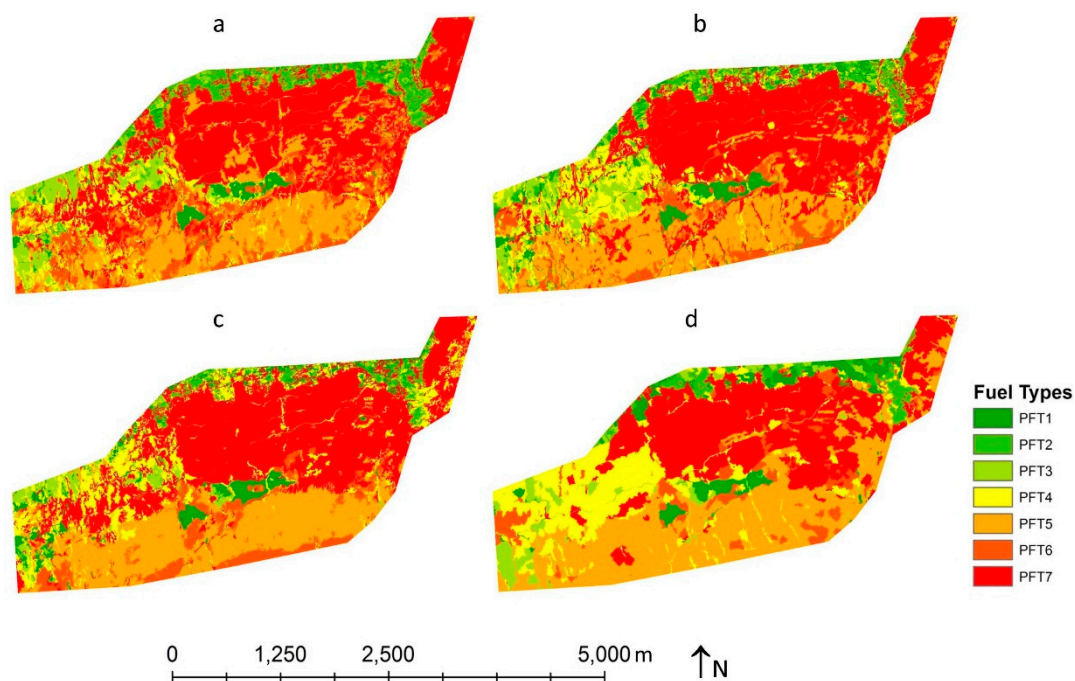 a
b
c
d
Fuel Types
PFT1
PFT2
PFT3
PFT4
PFT5
PFT6
PFT7
0 1,250 2,500 5,000 m
↑N